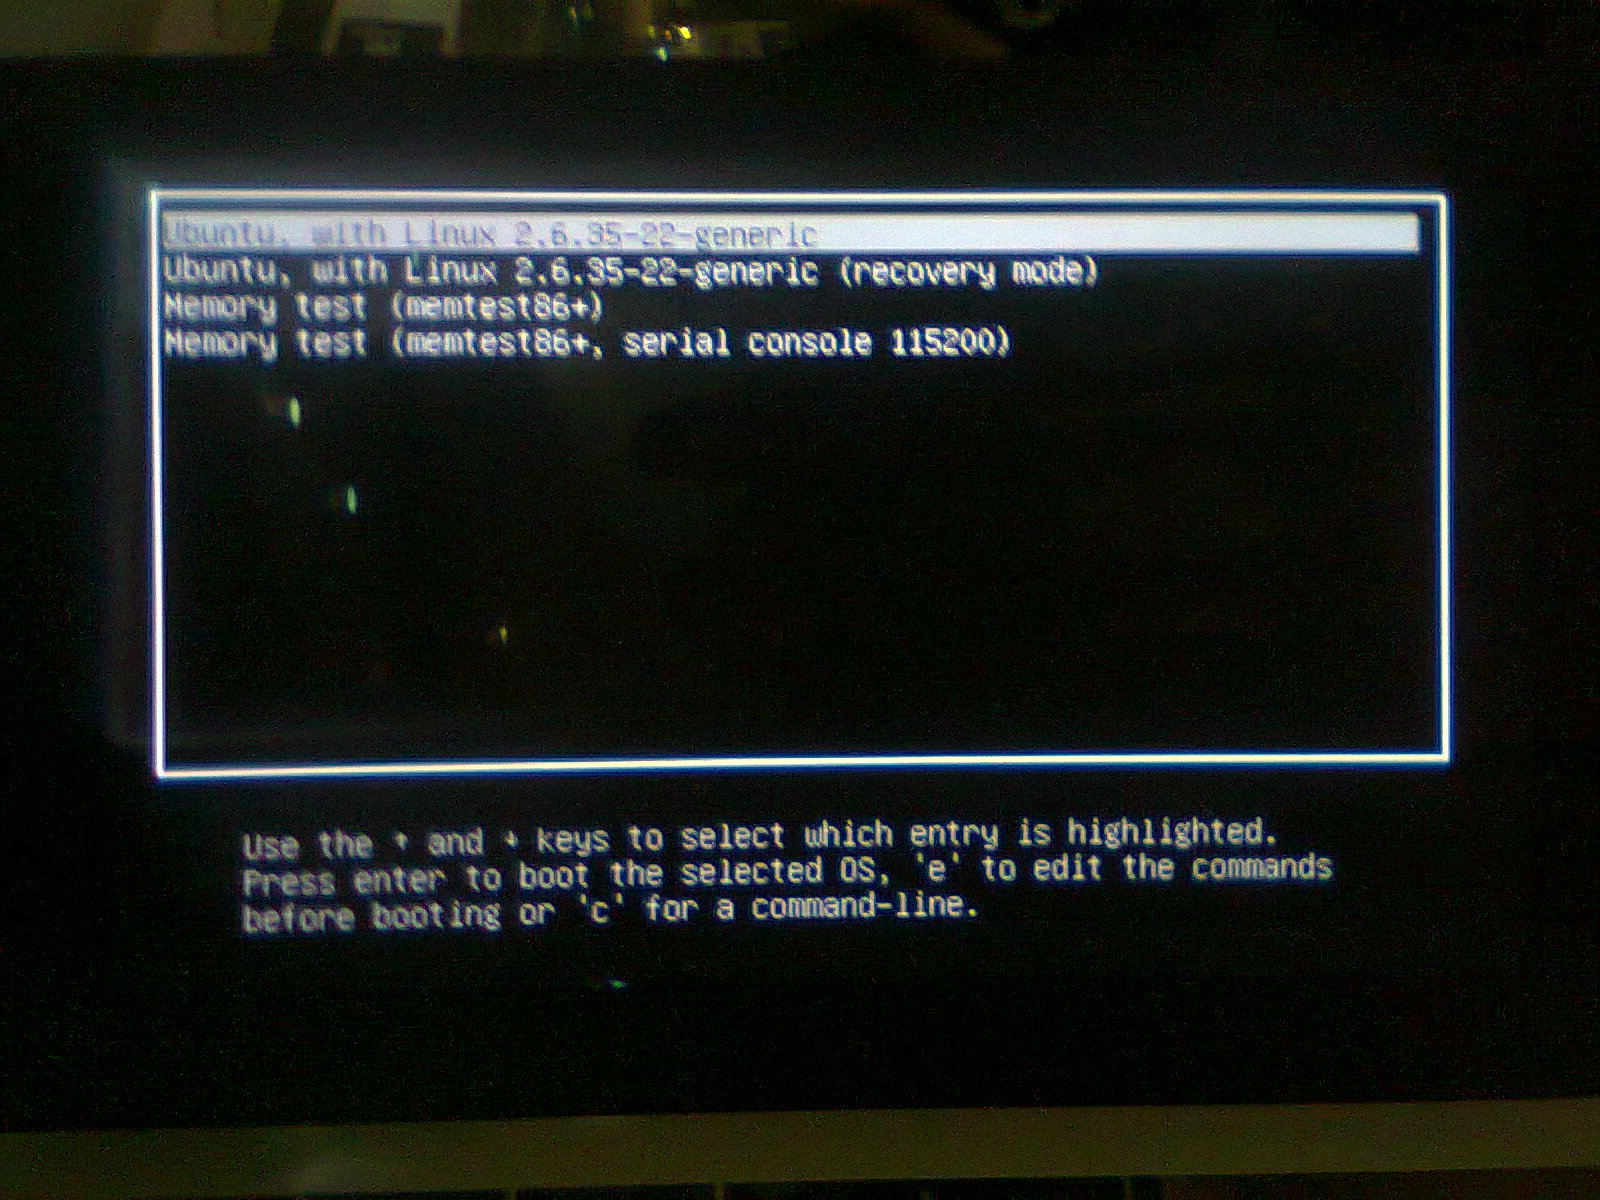 Ubuntu, with Linux 2.6.35-22-generic
Ubuntu, with Linux 2.6.35-22-generic (recovery mode)
Memory test (memtest86+)
Memory test (memtest86+, serial console 115200)
Use the ↑ and ↓ keys to select which entry is highlighted.
Press enter to boot the selected OS, 'e' to edit the commands
before booting or 'c' for a command-line.